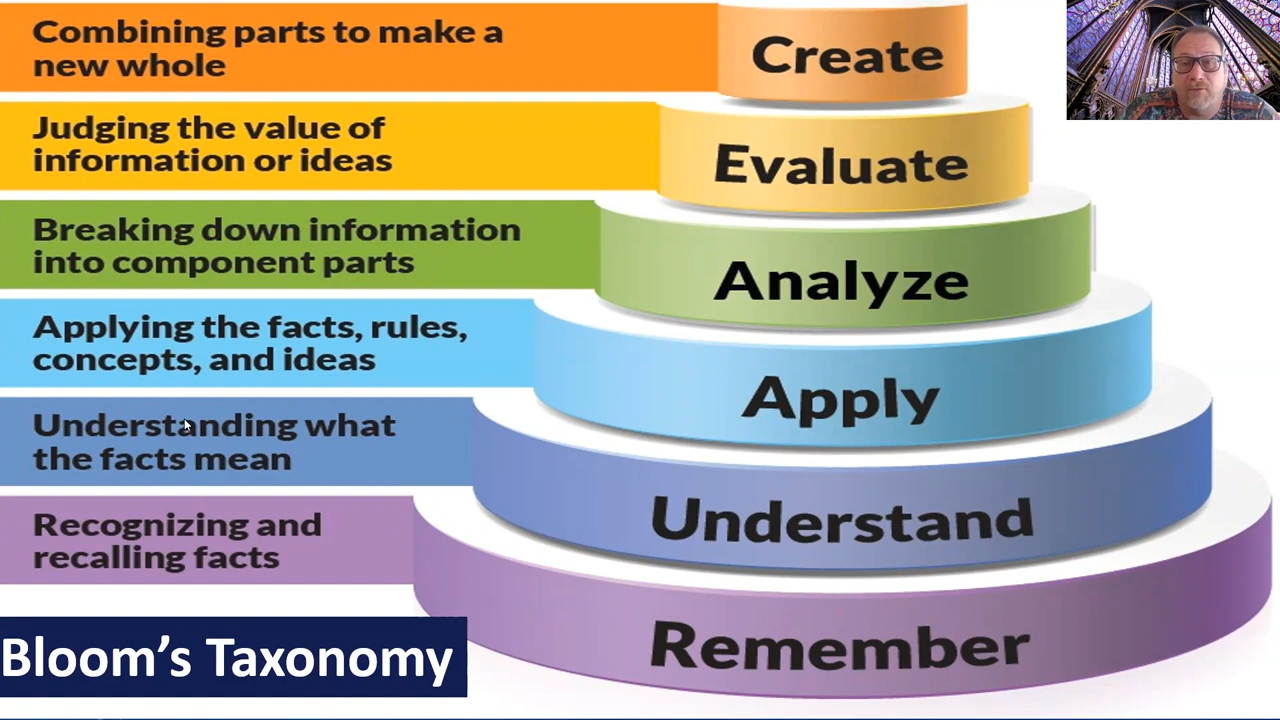 Combining parts to make a
new whole
Create
Judging the value of
information or ideas
Evaluate
Breaking down information
into component parts
Analyze
Applying the facts, rules,
concepts, and ideas
Apply
Understanding what
the facts mean
Understand
Recognizing and
recalling facts
Remember
Bloom’s Taxonomy